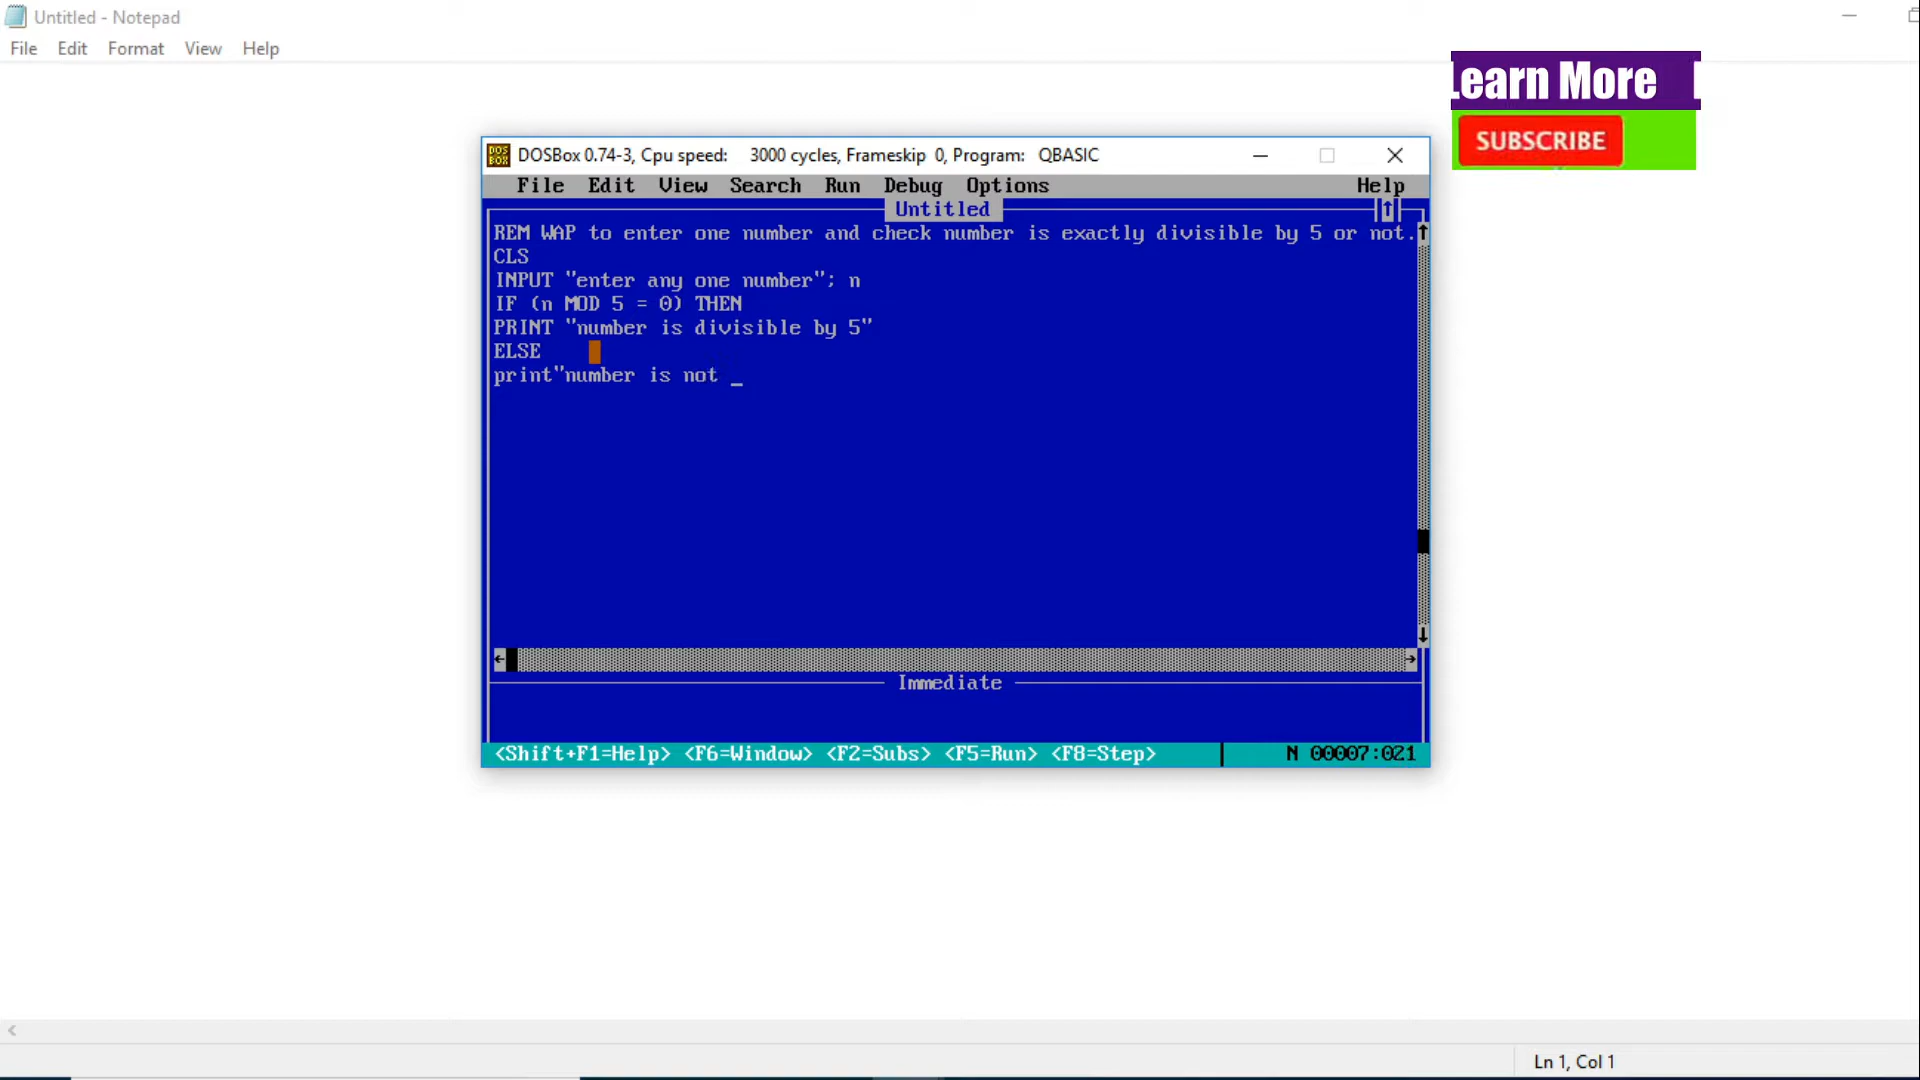 Untitled - Notepad
File Edit Format View Help
Learn More
SUBSCRIBE
DOSBox 0.74-3, Cpu speed: 3000 cycles, Frameskip 0, Program: QBASIC
File Edit View Search Run Debug Options Help
Untitled
REM WAP to enter one number and check number is exactly divisible by 5 or not.
CLS
INPUT "enter any one number"; n
IF (n MOD 5 = 0) THEN
PRINT "number is divisible by 5"
ELSE
print"number is not _
Immediate
<Shift+F1=Help> <F6=Window> <F2=Subs> <F5=Run> <F8=Step> N 00007:021
Ln 1, Col 1